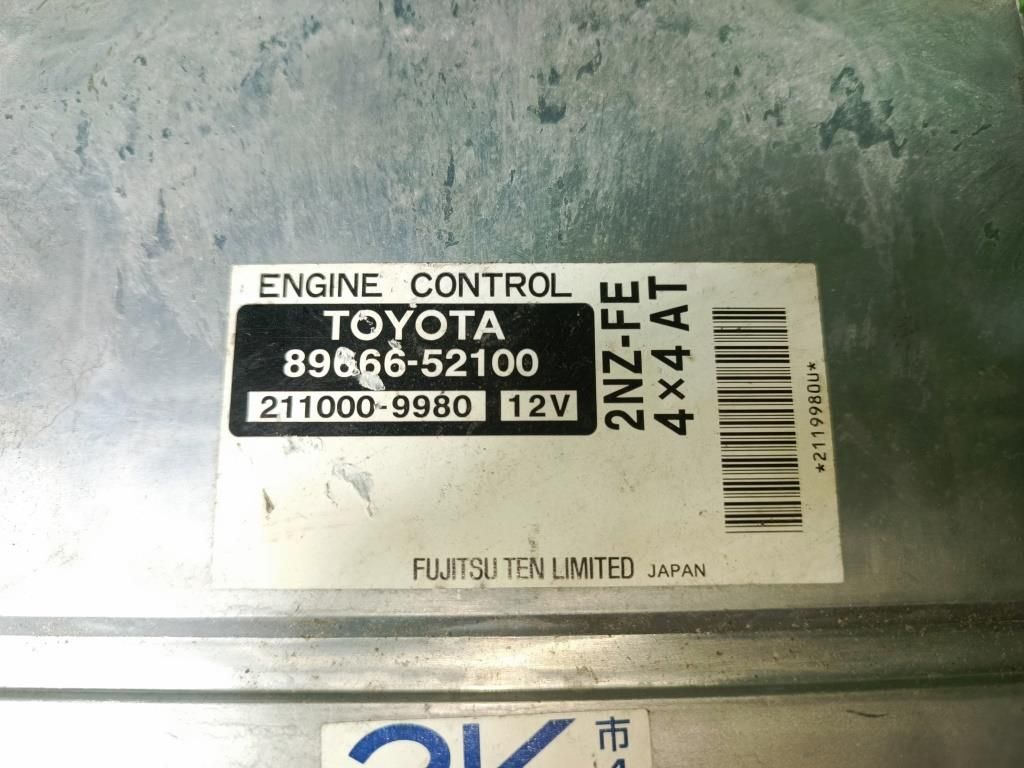 ENGINE CONTROL
TOYOTA
89666-52100
211000-9980 12V
2NZ-FE
4×4 AT
*2119980U*
FUJITSU TEN LIMITED JAPAN
市